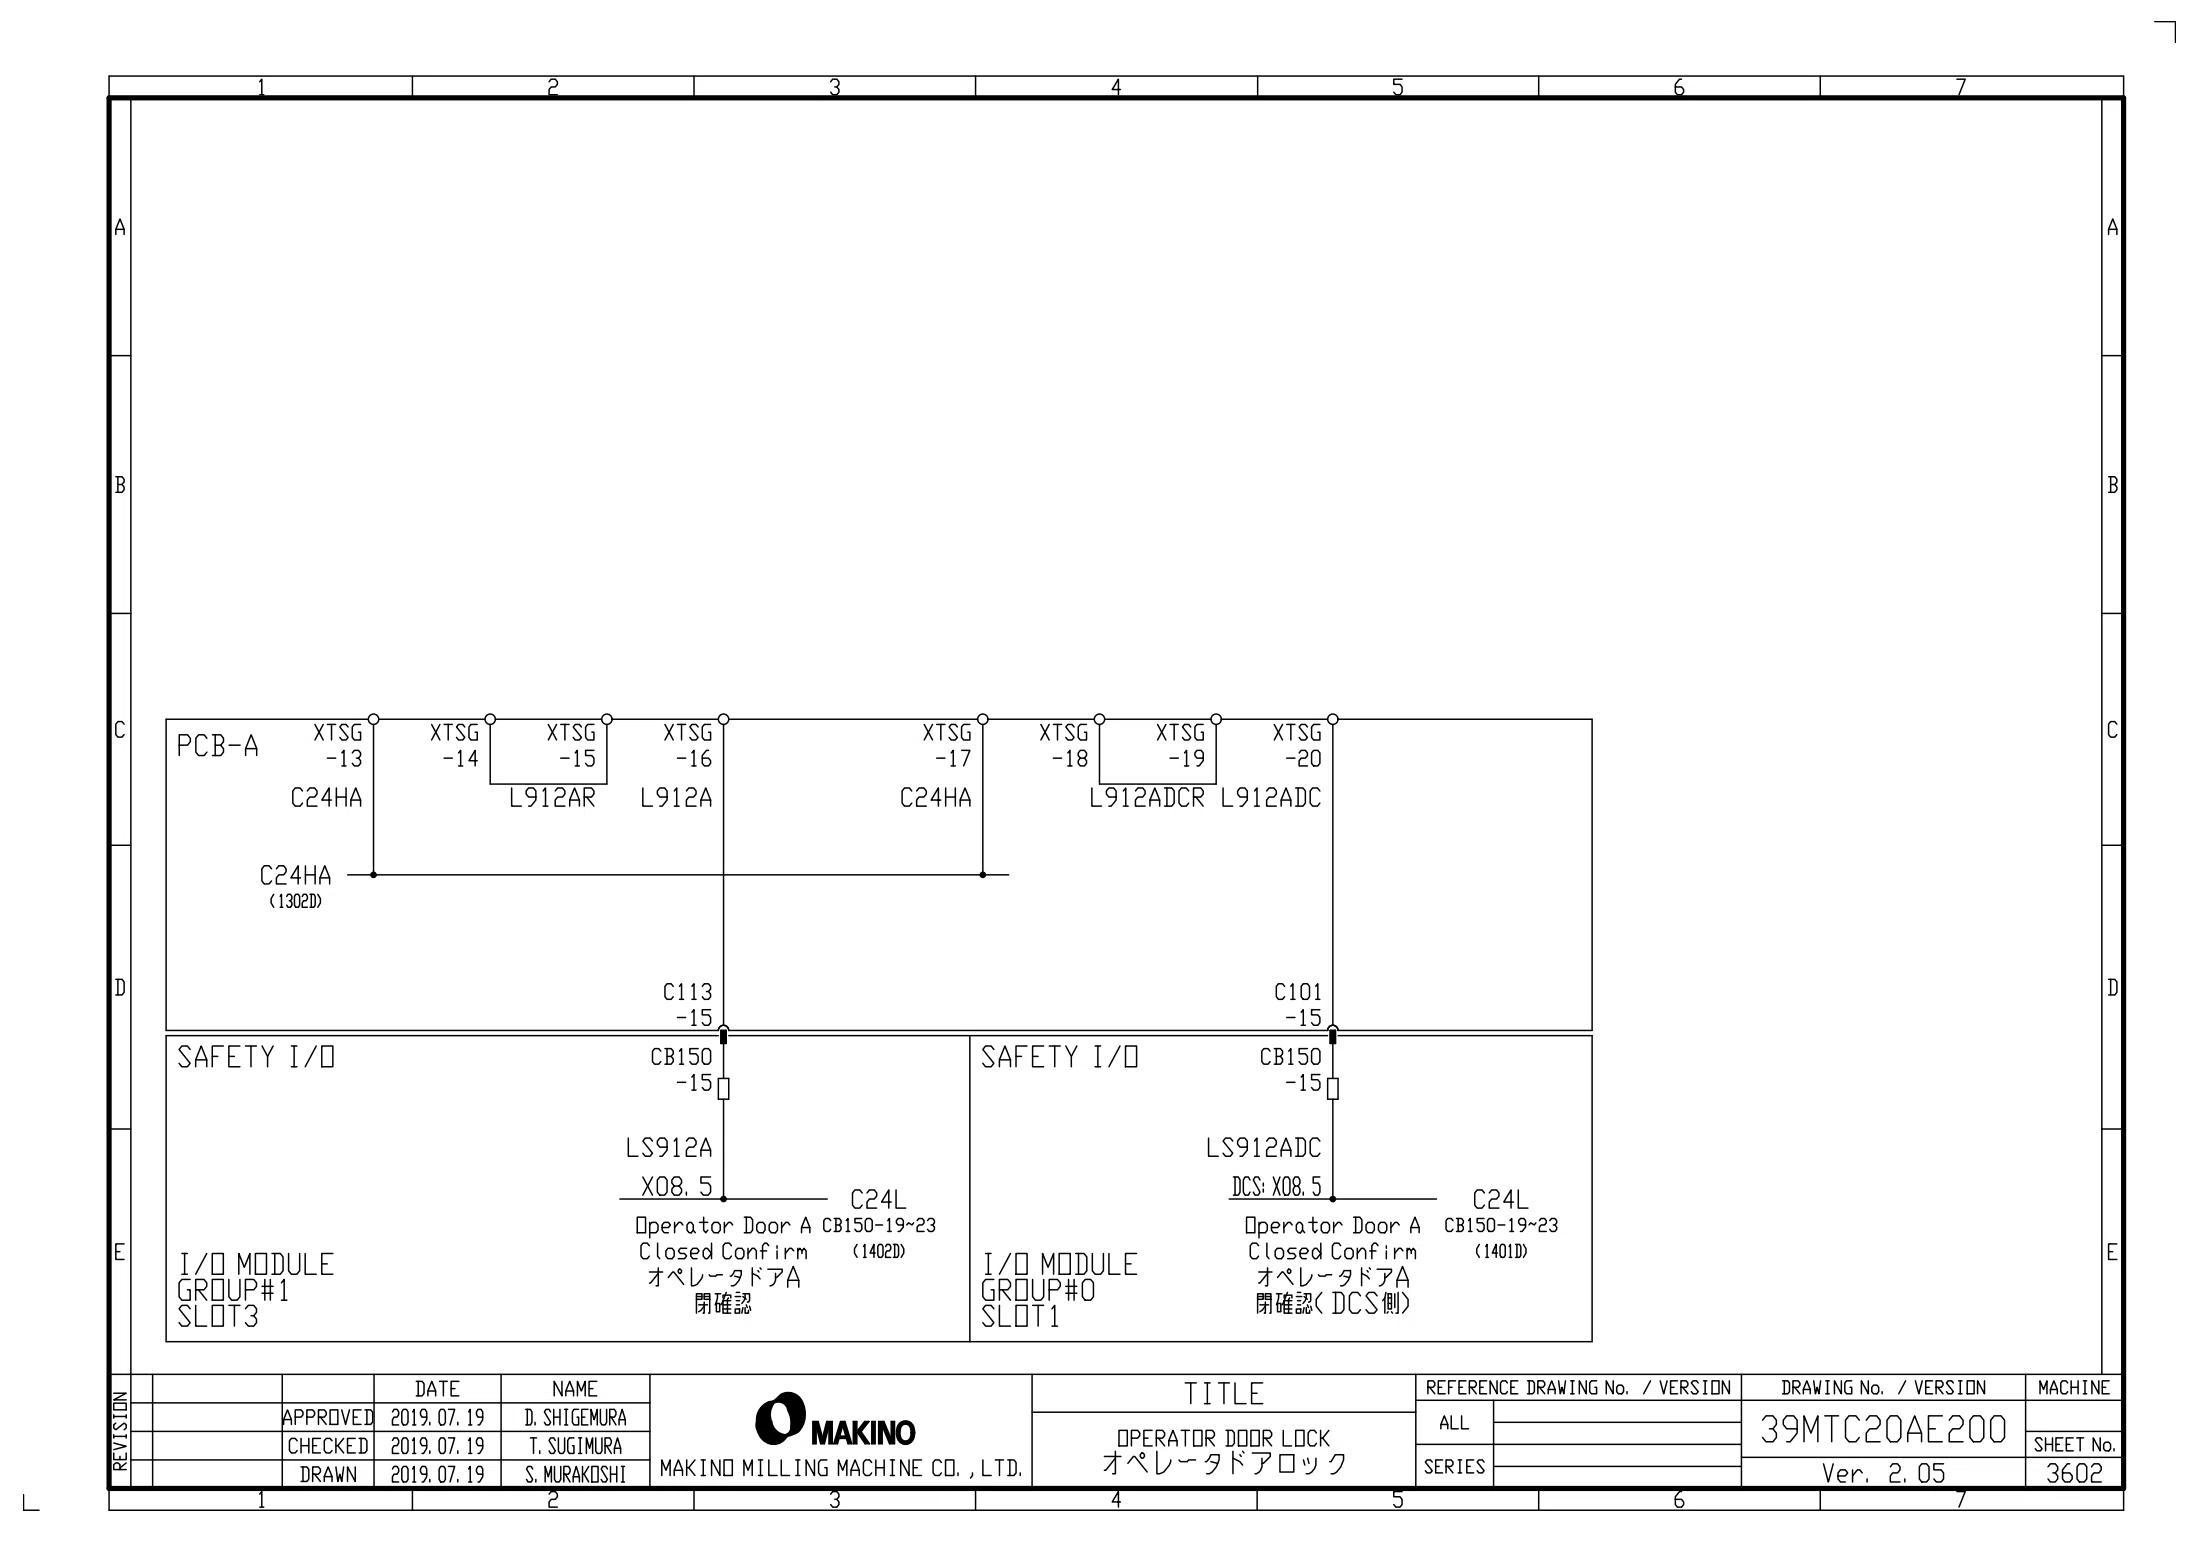 1 2 3 4 5 6 7
A A
B B
C C
D D
E E
PCB-A
XTSG XTSG XTSG XTSG XTSG XTSG XTSG XTSG
-13 -14 -15 -16 -17 -18 -19 -20
C24HA L912AR L912A C24HA L912ADCR L912ADC
C24HA
(1302D)
C113 C101
-15 -15
SAFETY I/O
CB150
-15
LS912A
X08.5
C24L
Operator Door A CB150-19~23
Closed Confirm (1402D)
オペレータドアA
閉確認
I/O MODULE
GROUP#1
SLOT3
SAFETY I/O
CB150
-15
LS912ADC
DCS:X08.5
C24L
Operator Door A CB150-19~23
Closed Confirm (1401D)
オペレータドアA
閉確認(DCS側)
I/O MODULE
GROUP#0
SLOT1
REVISION
DATE NAME
APPROVED 2019.07.19 D. SHIGEMURA
CHECKED 2019.07.19 T. SUGIMURA
DRAWN 2019.07.19 S. MURAKOSHI
MAKINO
MAKINO MILLING MACHINE CO.,LTD.
TITLE
OPERATOR DOOR LOCK
オペレータドアロック
REFERENCE DRAWING No. / VERSION
ALL
SERIES
DRAWING No. / VERSION
39MTC20AE200
Ver. 2.05
MACHINE
SHEET No.
3602
1 2 3 4 5 6 7